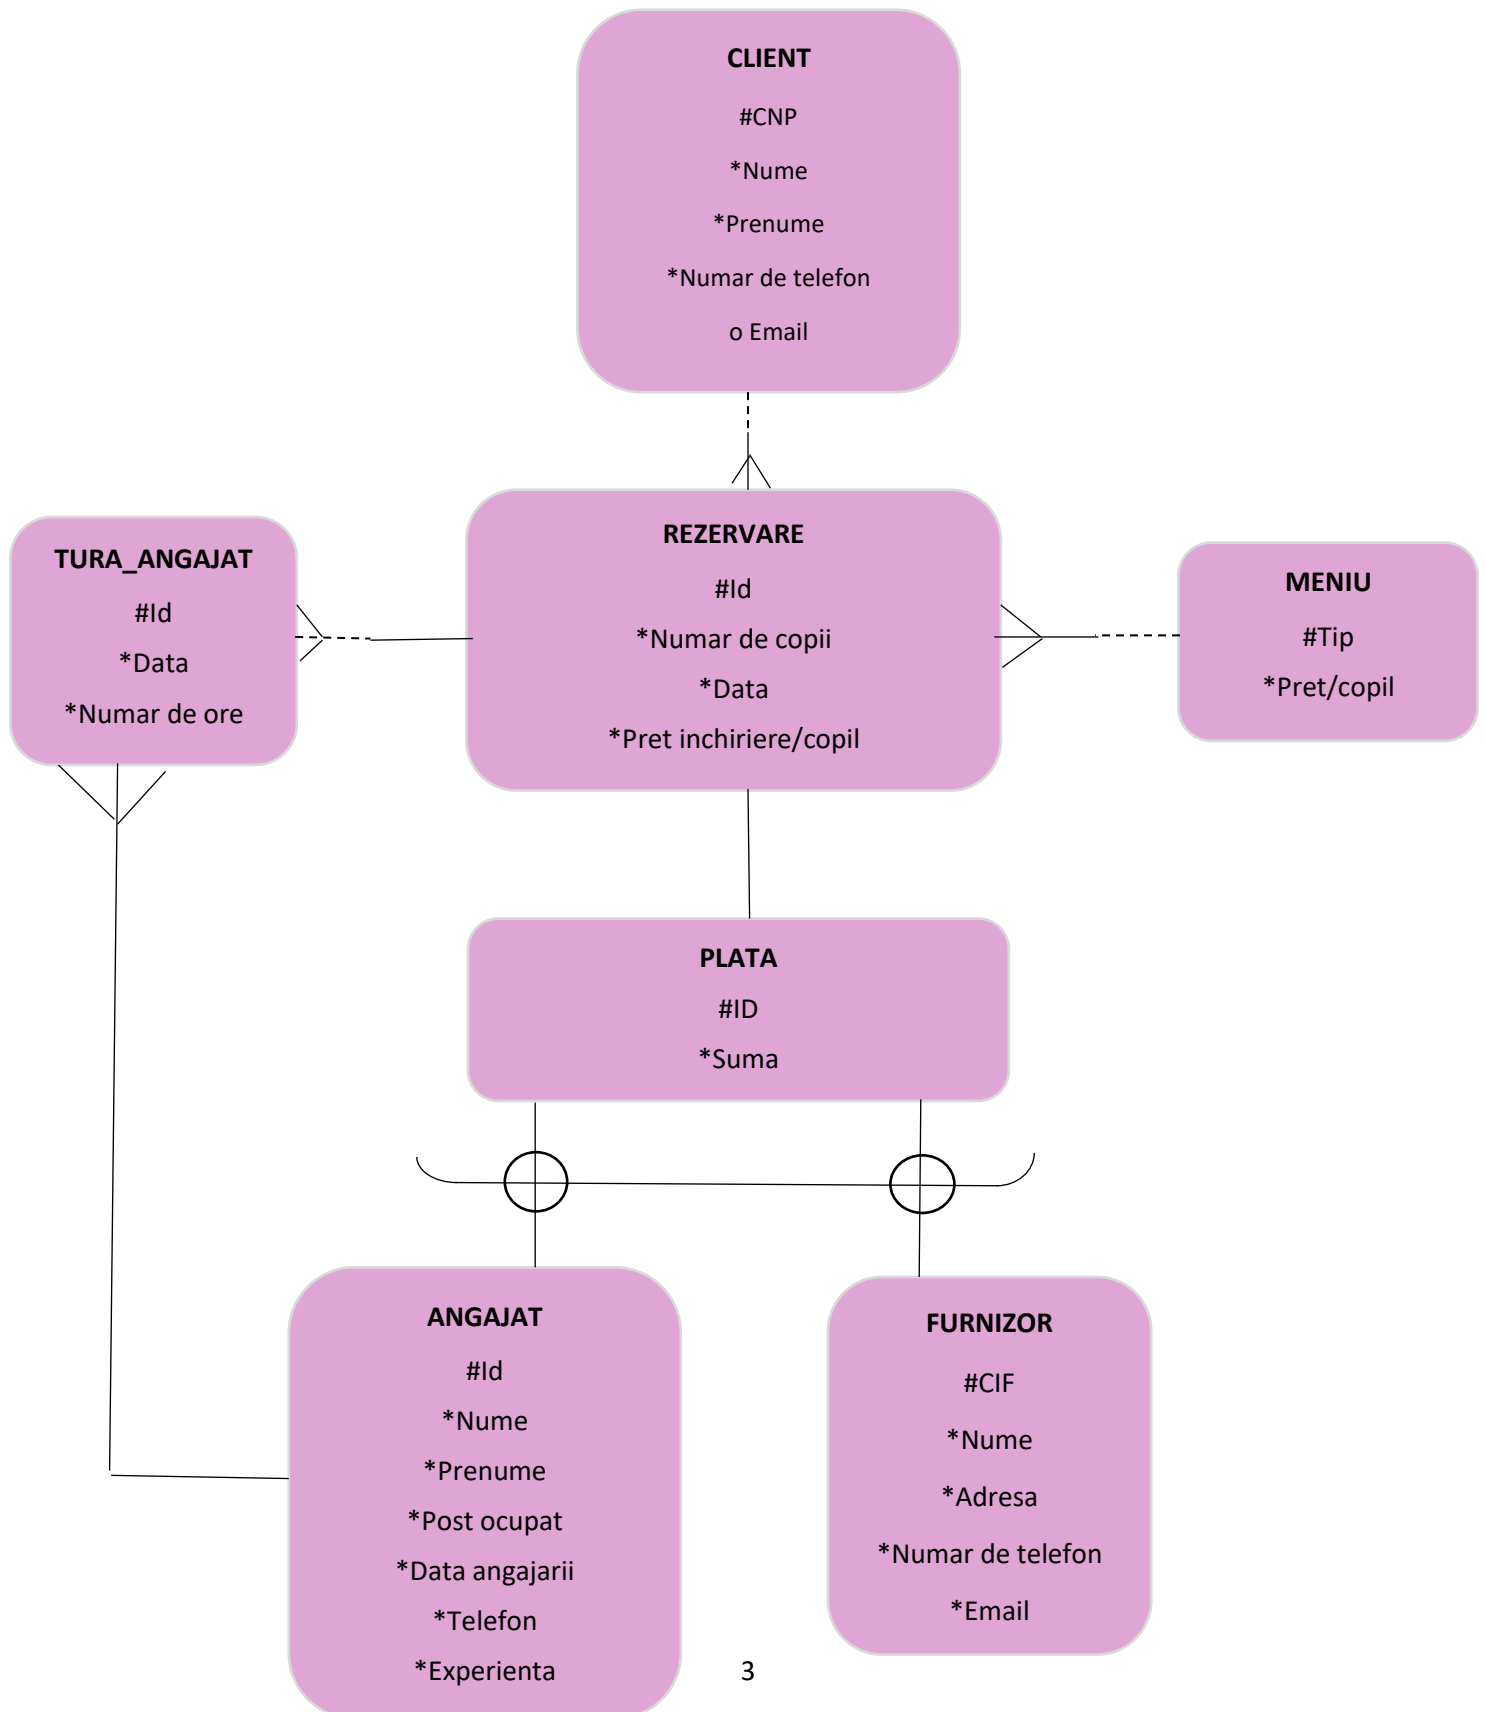 CLIENT
#CNP
*Nume
*Prenume
*Numar de telefon
o Email
TURA_ANGAJAT
#Id
*Data
*Numar de ore
REZERVARE
#Id
*Numar de copii
*Data
*Pret inchiriere/copil
MENIU
#Tip
*Pret/copil
PLATA
#ID
*Suma
ANGAJAT
#Id
*Nume
*Prenume
*Post ocupat
*Data angajarii
*Telefon
*Experienta
FURNIZOR
#CIF
*Nume
*Adresa
*Numar de telefon
*Email
3